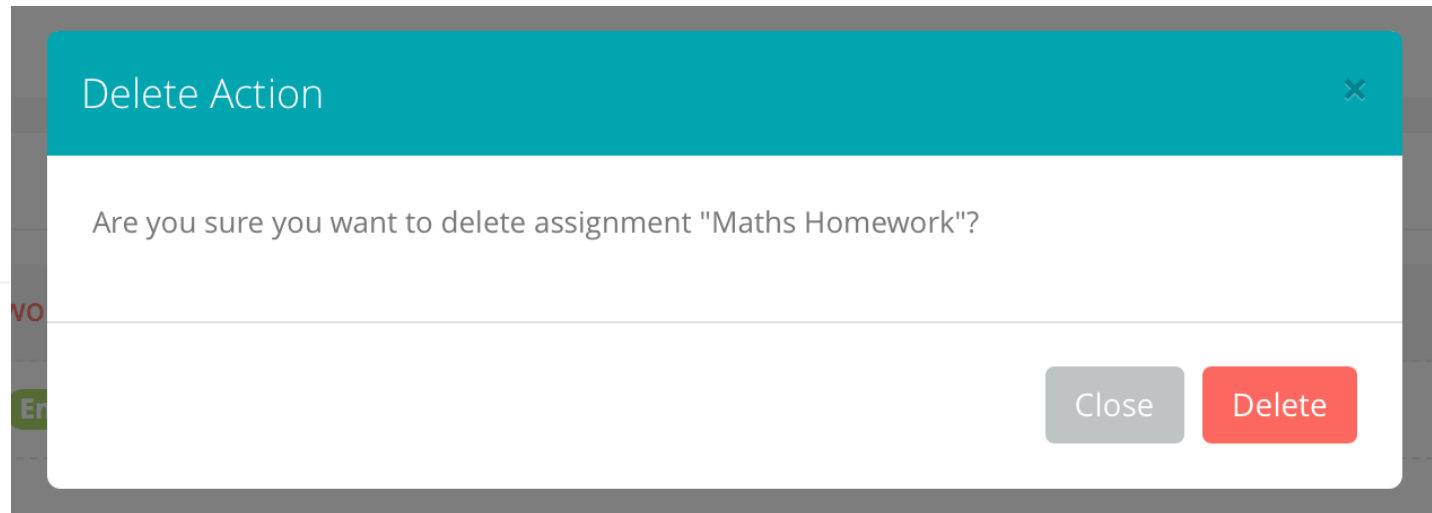 Delete Action
Are you sure you want to delete assignment "Maths Homework"?
Close Delete